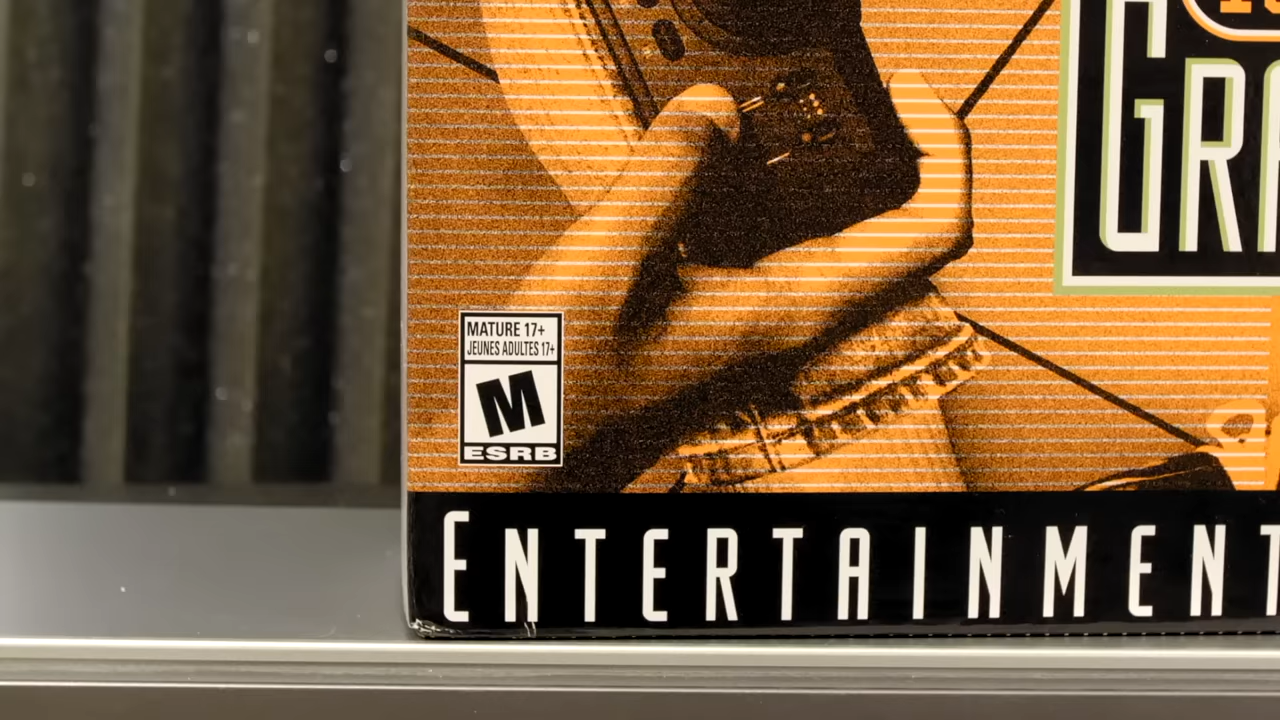 GRA
MATURE 17+
JEUNES ADULTES 17+
M
ESRB
ENTERTAINMENT